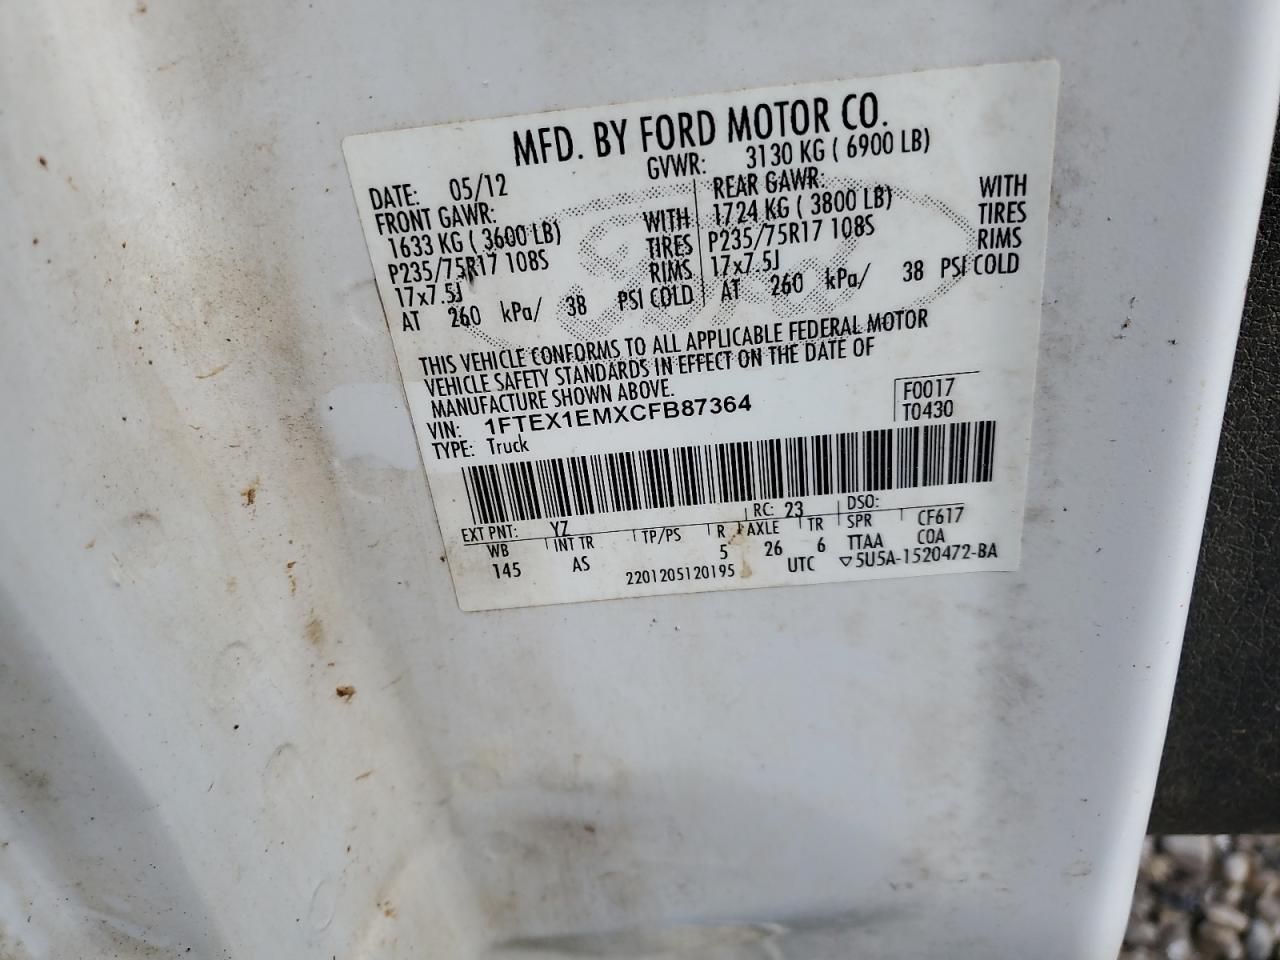 MFD. BY FORD MOTOR CO.
DATE: 05/12 GVWR: 3130 KG ( 6900 LB)
FRONT GAWR: REAR GAWR:
1633 KG ( 3600 LB) WITH 1724 KG ( 3800 LB) WITH
P235/75R17 108S TIRES P235/75R17 108S TIRES
17x7.5J RIMS 17x7.5J RIMS
AT 260 kPa/ 38 PSI COLD AT 260 kPa/ 38 PSI COLD
THIS VEHICLE CONFORMS TO ALL APPLICABLE FEDERAL MOTOR
VEHICLE SAFETY STANDARDS IN EFFECT ON THE DATE OF
MANUFACTURE SHOWN ABOVE.
VIN: 1FTEX1EMXCFB87364 F0017
TYPE: Truck T0430
EXT PNT: YZ RC: 23 DSO:
WB INT TR TP/PS R AXLE TR SPR CF617
145 AS 5 26 6 TTAA COA
2201205120195 UTC ▽5U5A-1520472-BA